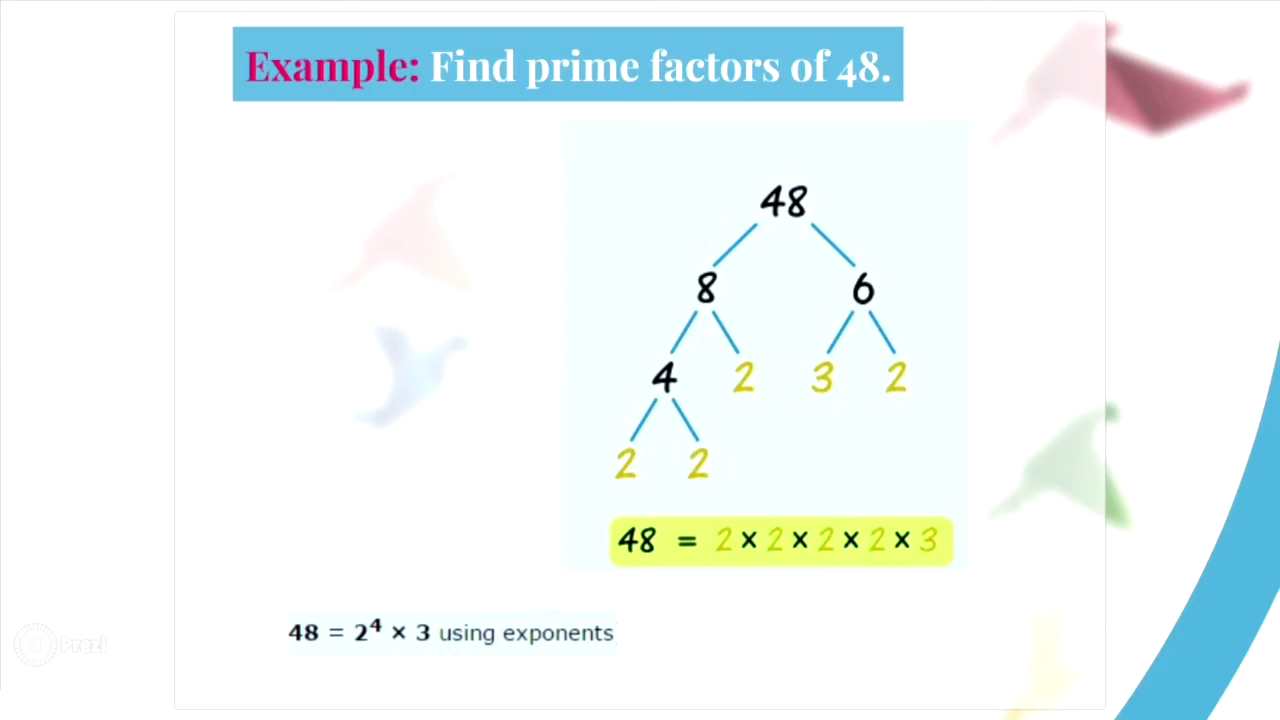 Example: Find prime factors of 48.
48
8 6
4 2 3 2
2 2
48 = 2 × 2 × 2 × 2 × 3
48 = 2⁴ × 3 using exponents
Prezi